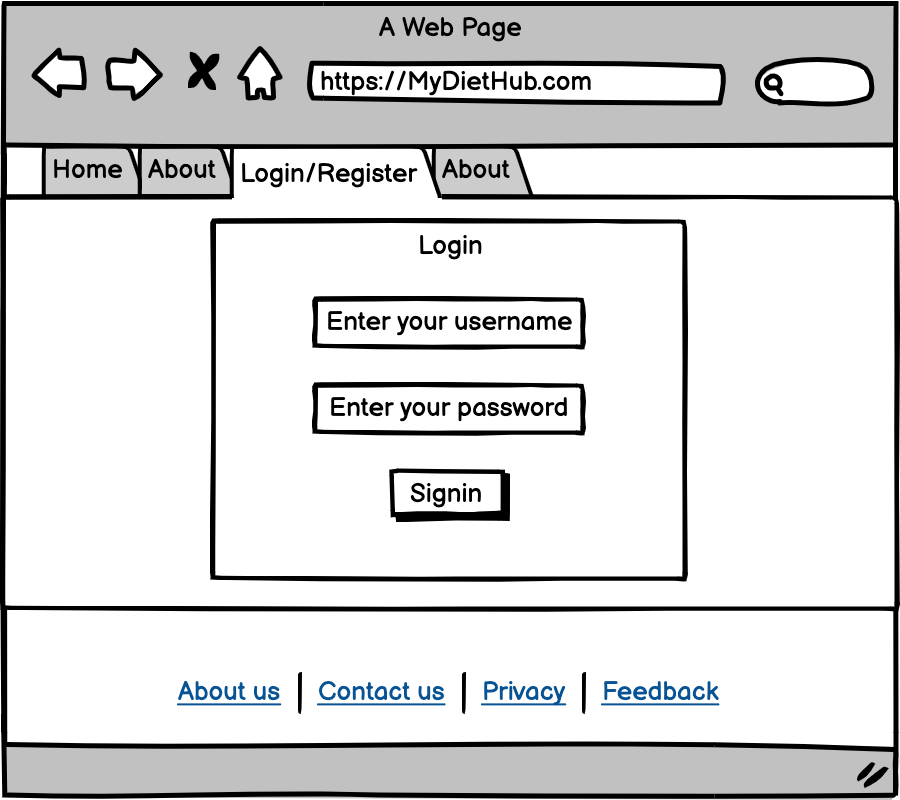 A Web Page
https://MyDietHub.com
Home About Login/Register About
Login
Enter your username
Enter your password
Signin
About us Contact us Privacy Feedback